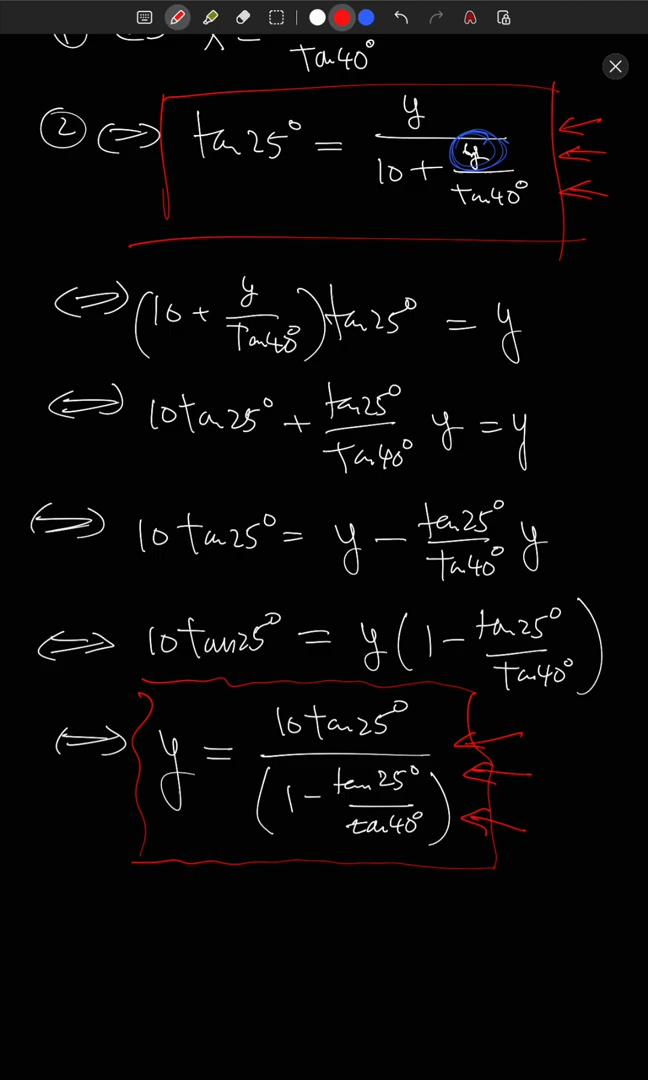 ① ⇔ x = y/tan40°
② ⇔ tan25° = y/(10 + y/tan40°)
⇔ (10 + y/Tan40°)tan25° = y
⇔ 10tan25° + tan25°/tan40° y = y
⇔ 10tan25° = y − tan25°/tan40° y
⇔ 10tan25° = y(1 − tan25°/tan40°)
⇔ y = 10tan25°/(1 − tan25°/tan40°)